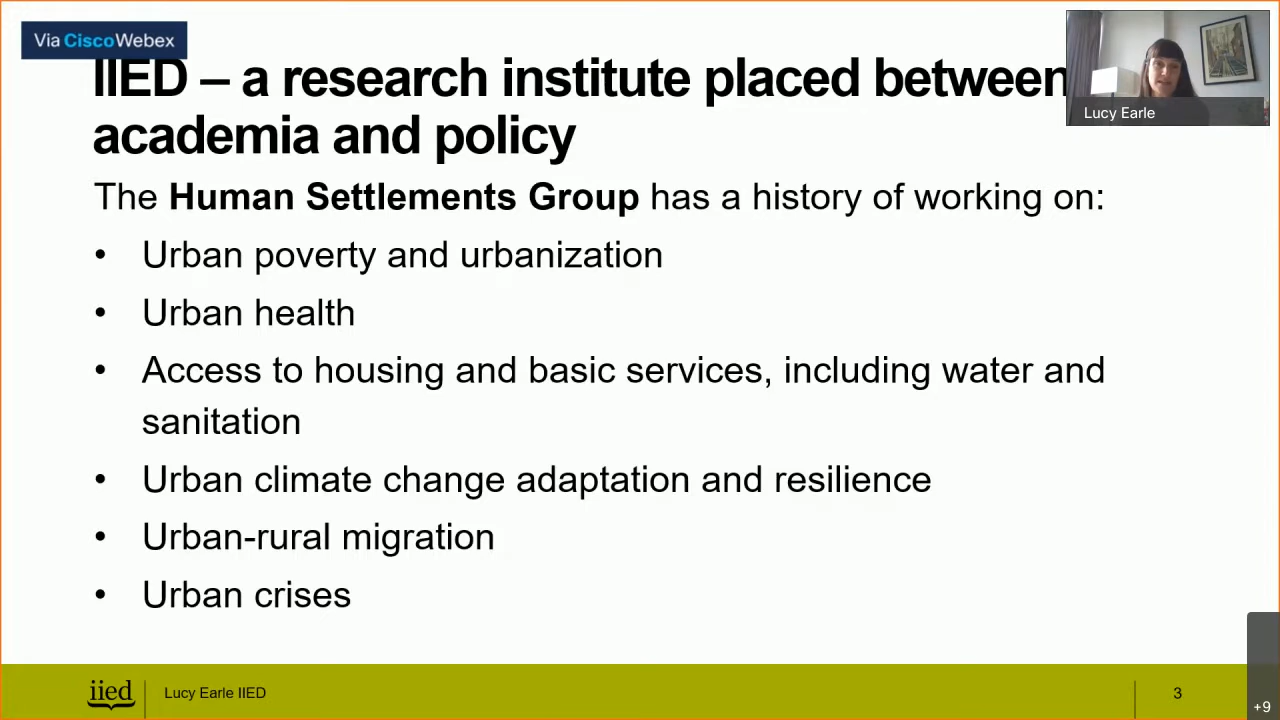 Via CiscoWebex
IIED – a research institute placed between
academia and policy
Lucy Earle
The Human Settlements Group has a history of working on:
• Urban poverty and urbanization
• Urban health
• Access to housing and basic services, including water and
sanitation
• Urban climate change adaptation and resilience
• Urban-rural migration
• Urban crises
iied
Lucy Earle IIED
3
+9